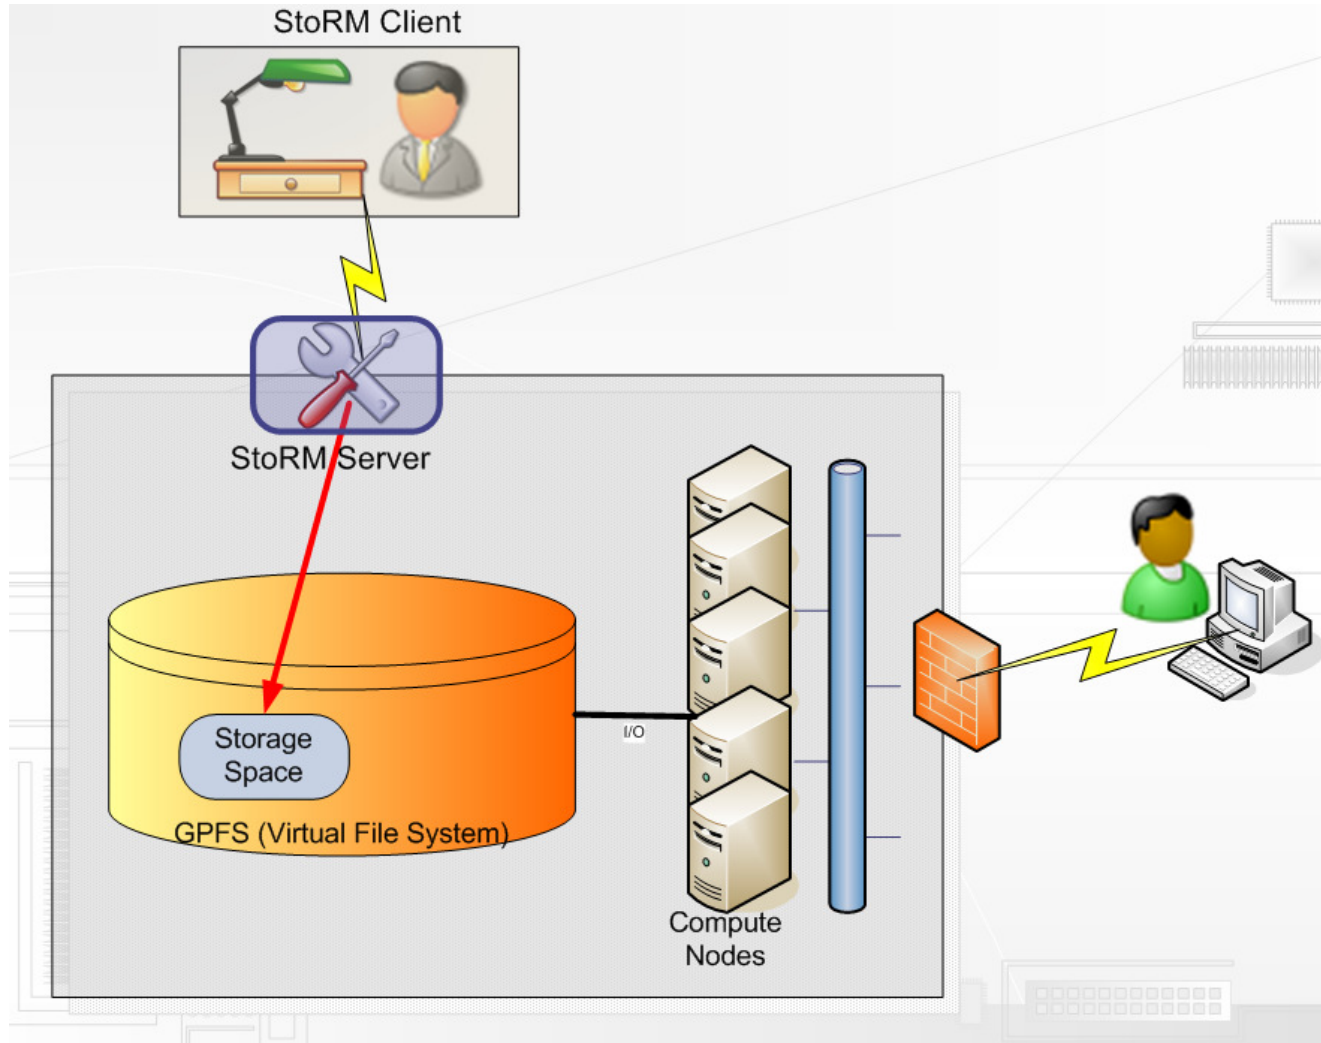 StoRM Client
StoRM Server
Storage
Space
I/O
GPFS (Virtual File System)
Compute
Nodes